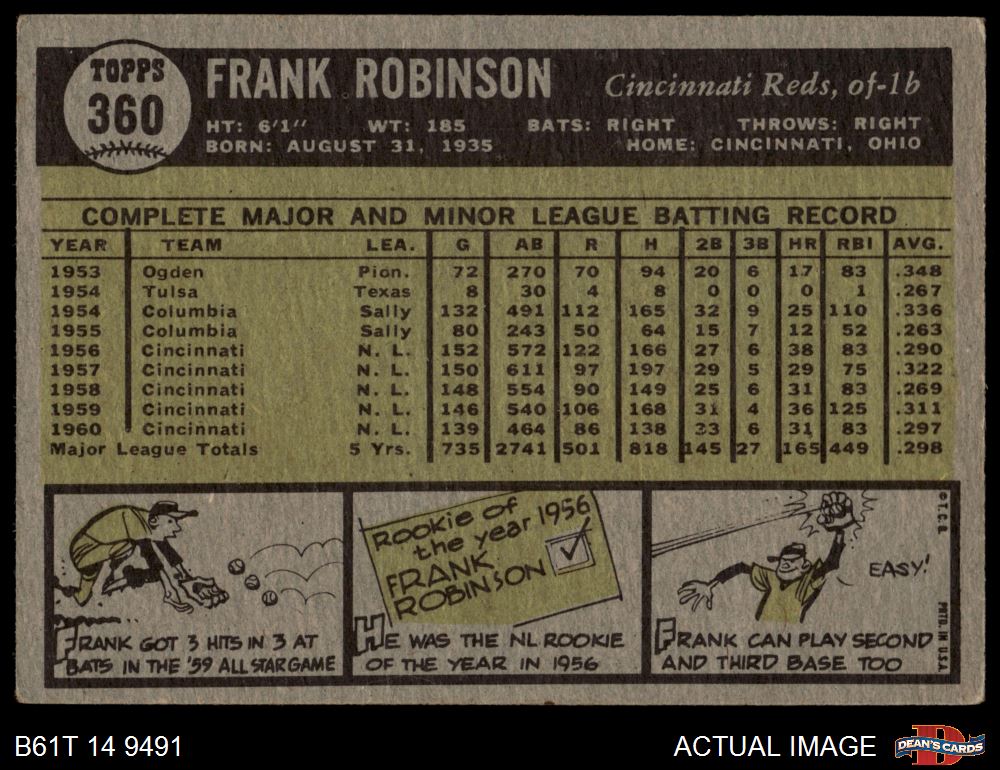 TOPPS
360
FRANK ROBINSON
Cincinnati Reds, of-1b
HT: 6'1" WT: 185 BATS: RIGHT THROWS: RIGHT
BORN: AUGUST 31, 1935 HOME: CINCINNATI, OHIO
COMPLETE MAJOR AND MINOR LEAGUE BATTING RECORD
YEAR TEAM LEA. G AB R H 2B 3B HR RBI AVG.
1953 Ogden Pion. 72 270 70 94 20 6 17 83 .348
1954 Tulsa Texas 8 30 4 8 0 0 0 1 .267
1954 Columbia Sally 132 491 112 165 32 9 25 110 .336
1955 Columbia Sally 80 243 50 64 15 7 12 52 .263
1956 Cincinnati N. L. 152 572 122 166 27 6 38 83 .290
1957 Cincinnati N. L. 150 611 97 197 29 5 29 75 .322
1958 Cincinnati N. L. 148 554 90 149 25 6 31 83 .269
1959 Cincinnati N. L. 146 540 106 168 31 4 36 125 .311
1960 Cincinnati N. L. 139 464 86 138 33 6 31 83 .297
Major League Totals 5 Yrs. 735 2741 501 818 145 27 165 449 .298
Rookie of
the year 1956
FRANK
ROBINSON
EASY!
FRANK GOT 3 HITS IN 3 AT
BATS IN THE '59 ALL STAR GAME
HE WAS THE NL ROOKIE
OF THE YEAR IN 1956
FRANK CAN PLAY SECOND
AND THIRD BASE TOO
© T.C.G. PRTD. IN U.S.A.
B61T 14 9491
ACTUAL IMAGE
D
DEAN'S CARDS